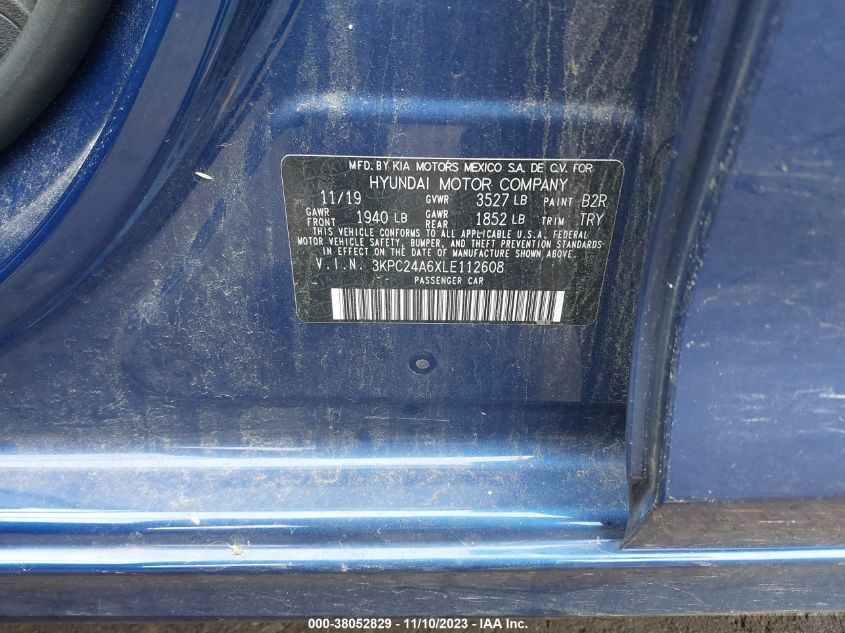 MFD. BY KIA MOTORS MEXICO S.A. DE C.V. FOR
HYUNDAI MOTOR COMPANY
11/19 GVWR 3527 LB PAINT B2R
GAWR FRONT 1940 LB GAWR REAR 1852 LB TRIM TRY
THIS VEHICLE CONFORMS TO ALL APPLICABLE U.S.A. FEDERAL
MOTOR VEHICLE SAFETY, BUMPER, AND THEFT PREVENTION STANDARDS
IN EFFECT ON THE DATE OF MANUFACTURE SHOWN ABOVE.
V.I.N. 3KPC24A6XLE112608
PASSENGER CAR
000-38052829 — 11/10/2023 — IAA Inc.